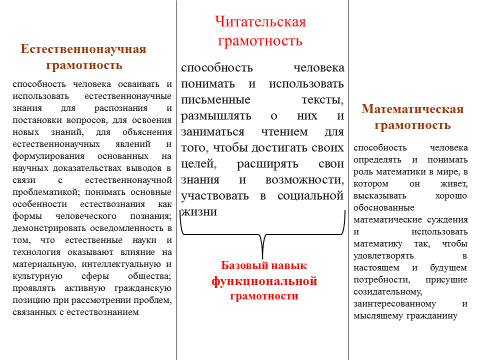 Естественнонаучная
грамотность
способность человека осваивать и
использовать естественнонаучные
знания для распознания и
постановки вопросов, для освоения
новых знаний, для объяснения
естественнонаучных явлений и
формулирования основанных на
научных доказательствах выводов в
связи с естественнонаучной
проблематикой; понимать основные
особенности естествознания как
формы человеческого познания;
демонстрировать осведомленность в
том, что естественные науки и
технология оказывают влияние на
материальную, интеллектуальную и
культурную сферы общества;
проявлять активную гражданскую
позицию при рассмотрении проблем,
связанных с естествознанием
Читательская
грамотность
способность человека
понимать и использовать
письменные тексты,
размышлять о них и
заниматься чтением для
того, чтобы достигать своих
целей, расширять свои
знания и возможности,
участвовать в социальной
жизни
Базовый навык
функциональной
грамотности
Математическая
грамотность
способность человека
определять и понимать
роль математики в мире, в
котором он живет,
высказывать хорошо
обоснованные
математические суждения
и использовать
математику так, чтобы
удовлетворять в
настоящем и будущем
потребности, присущие
созидательному,
заинтересованному и
мыслящему гражданину